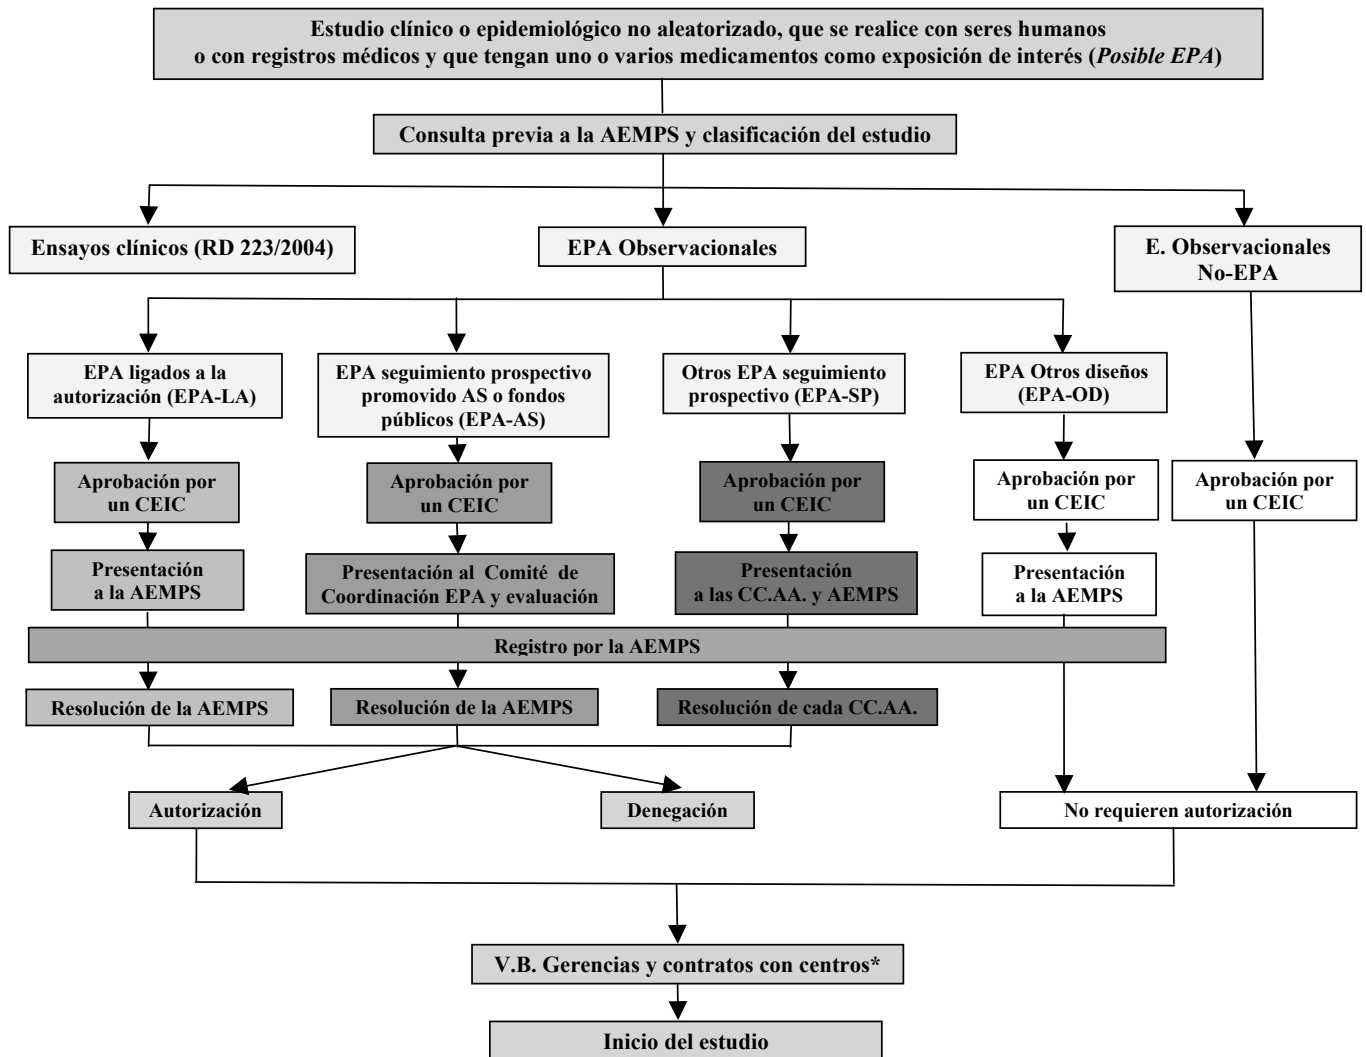 Estudio clínico o epidemiológico no aleatorizado, que se realice con seres humanos
o con registros médicos y que tengan uno o varios medicamentos como exposición de interés (Posible EPA)
Consulta previa a la AEMPS y clasificación del estudio
Ensayos clínicos (RD 223/2004)
EPA Observacionales
E. Observacionales
No-EPA
EPA ligados a la
autorización (EPA-LA)
EPA seguimiento prospectivo
promovido AS o fondos
públicos (EPA-AS)
Otros EPA seguimiento
prospectivo (EPA-SP)
EPA Otros diseños
(EPA-OD)
Aprobación por
un CEIC
Aprobación por
un CEIC
Aprobación por
un CEIC
Aprobación por
un CEIC
Aprobación por
un CEIC
Presentación
a la AEMPS
Presentación al Comité de
Coordinación EPA y evaluación
Presentación
a las CC.AA. y AEMPS
Presentación
a la AEMPS
Registro por la AEMPS
Resolución de la AEMPS
Resolución de la AEMPS
Resolución de cada CC.AA.
Autorización
Denegación
No requieren autorización
V.B. Gerencias y contratos con centros*
Inicio del estudio